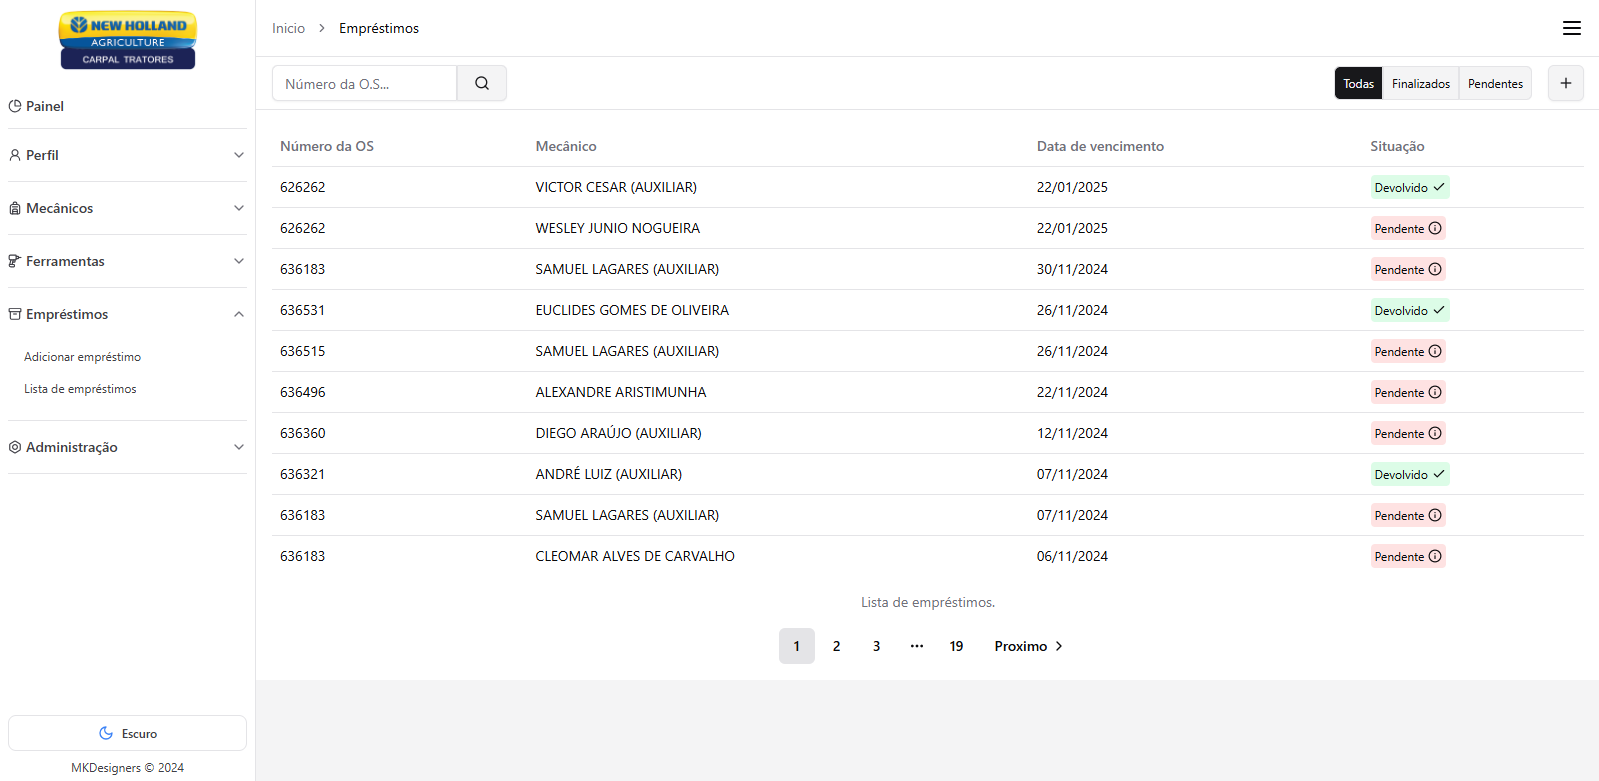 NEW HOLLAND
AGRICULTURE
CARPAL TRATORES
Painel
Perfil
Mecânicos
Ferramentas
Empréstimos
Adicionar empréstimo
Lista de empréstimos
Administração
Escuro
MKDesigners © 2024
Inicio > Empréstimos
Número da O.S... Todas Finalizados Pendentes +
Número da OS Mecânico Data de vencimento Situação
626262 VICTOR CESAR (AUXILIAR) 22/01/2025 Devolvido
626262 WESLEY JUNIO NOGUEIRA 22/01/2025 Pendente
636183 SAMUEL LAGARES (AUXILIAR) 30/11/2024 Pendente
636531 EUCLIDES GOMES DE OLIVEIRA 26/11/2024 Devolvido
636515 SAMUEL LAGARES (AUXILIAR) 26/11/2024 Pendente
636496 ALEXANDRE ARISTIMUNHA 22/11/2024 Pendente
636360 DIEGO ARAÚJO (AUXILIAR) 12/11/2024 Pendente
636321 ANDRÉ LUIZ (AUXILIAR) 07/11/2024 Devolvido
636183 SAMUEL LAGARES (AUXILIAR) 07/11/2024 Pendente
636183 CLEOMAR ALVES DE CARVALHO 06/11/2024 Pendente
Lista de empréstimos.
1 2 3 ··· 19 Proximo >